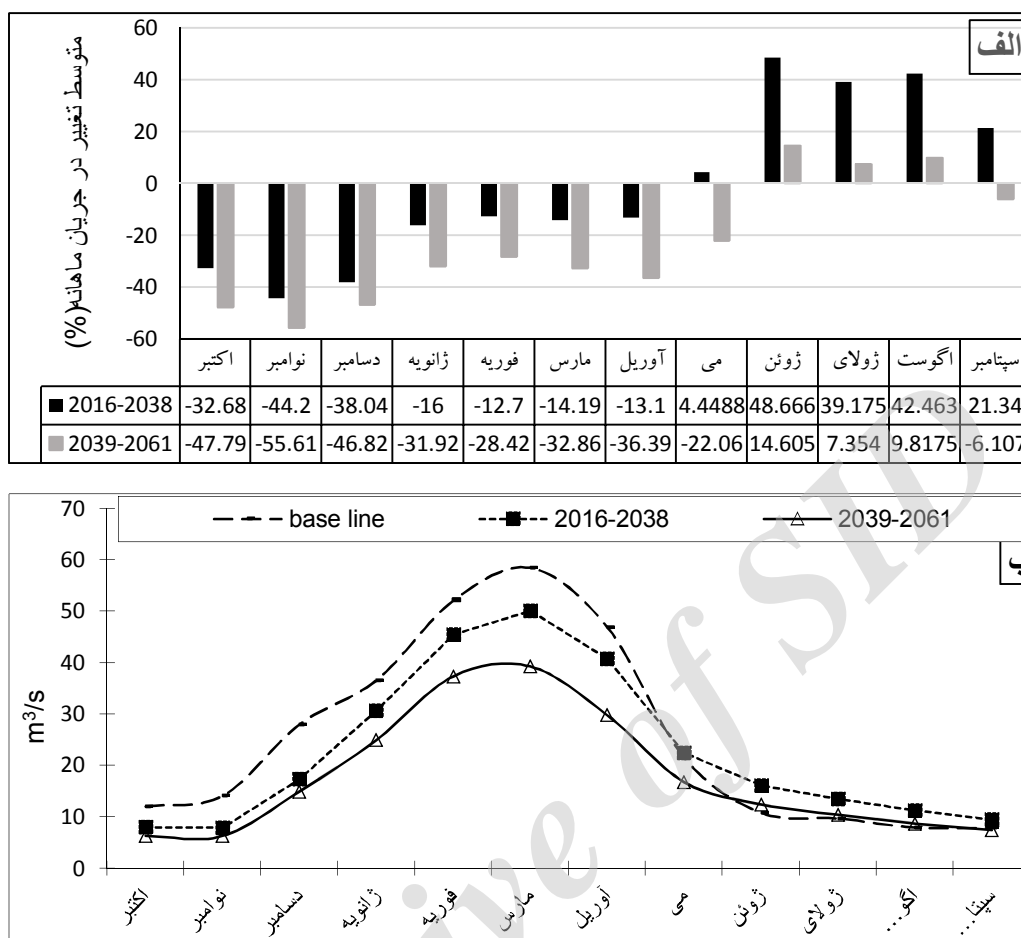 الف
متوسط تغییر در جریان ماهانه(%)
60
40
20
0
-20
-40
-60
اکتبر نوامبر دسامبر ژانویه فوریه مارس آوریل می ژوئن ژولای اگوست سپتامبر
2016-2038 -32.68 -44.2 -38.04 -16 -12.7 -14.19 -13.1 4.4488 48.666 39.175 42.463 21.34
2039-2061 -47.79 -55.61 -46.82 -31.92 -28.42 -32.86 -36.39 -22.06 14.605 7.354 9.8175 -6.107
ب
base line 2016-2038 2039-2061
m³/s
70
60
50
40
30
20
10
0
اکتبر نوامبر دسامبر ژانویه فوریه مارس آوریل می ژوئن ژولای اگو... سپتا...
ive of SID